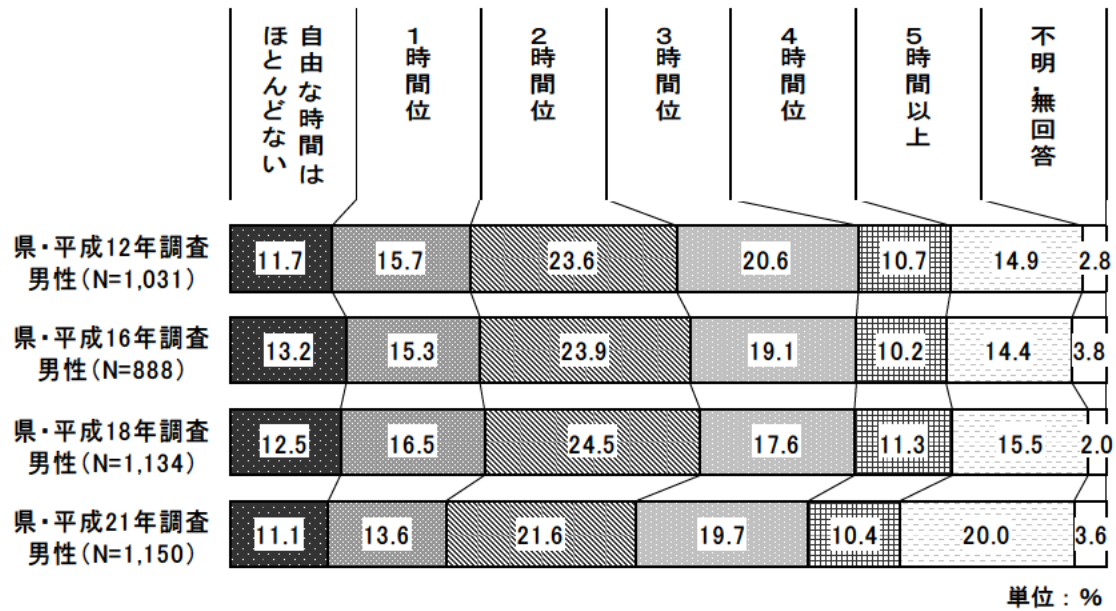 自由な時間は
ほとんどない
1時間位
2時間位
3時間位
4時間位
5時間以上
不明・無回答
県・平成12年調査
男性(N=1,031)
11.7 15.7 23.6 20.6 10.7 14.9 2.8
県・平成16年調査
男性(N=888)
13.2 15.3 23.9 19.1 10.2 14.4 3.8
県・平成18年調査
男性(N=1,134)
12.5 16.5 24.5 17.6 11.3 15.5 2.0
県・平成21年調査
男性(N=1,150)
11.1 13.6 21.6 19.7 10.4 20.0 3.6
単位:%